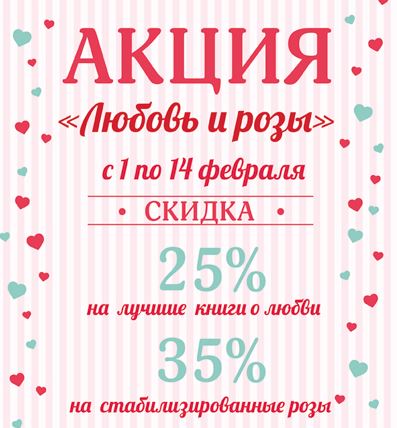 АКЦИЯ
«Любовь и розы»
с 1 по 14 февраля
• СКИДКА •
25%
на лучшие книги о любви
35%
на стабилизированные розы